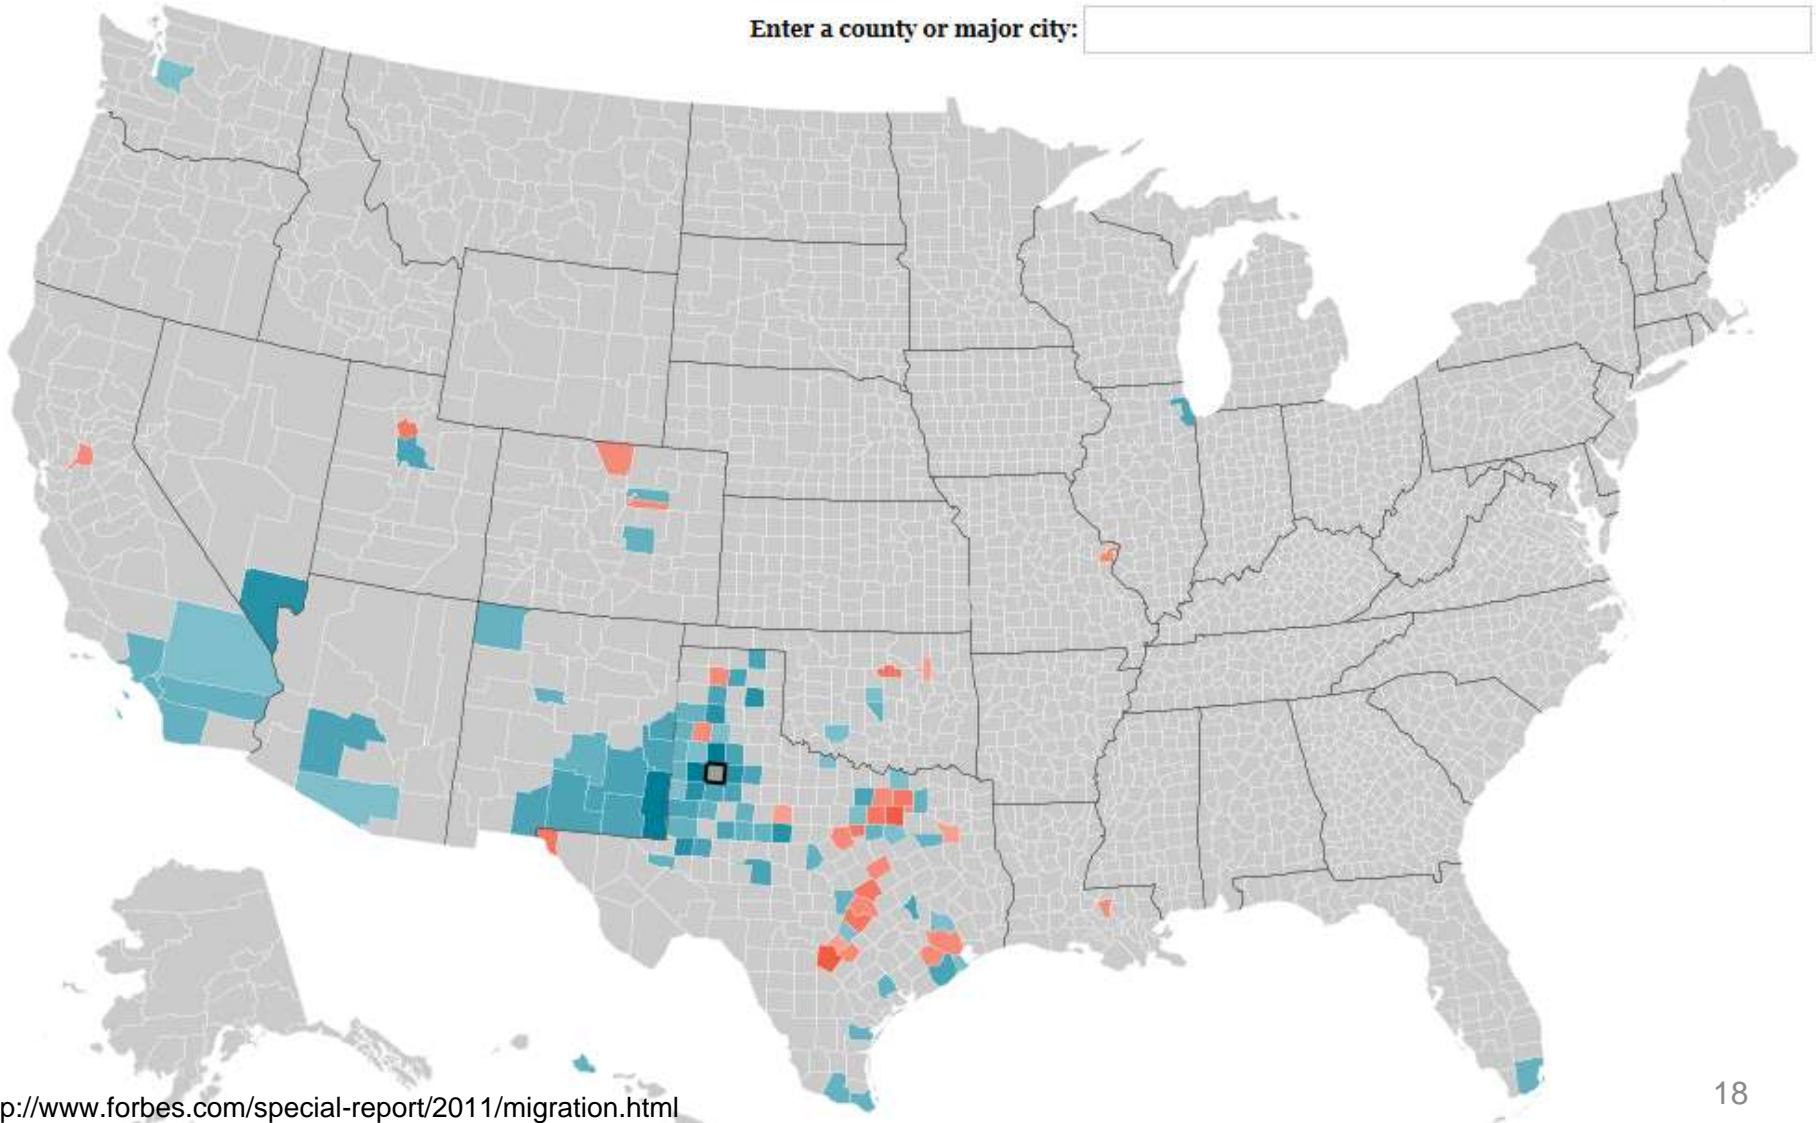 Enter a county or major city:
p://www.forbes.com/special-report/2011/migration.html
18